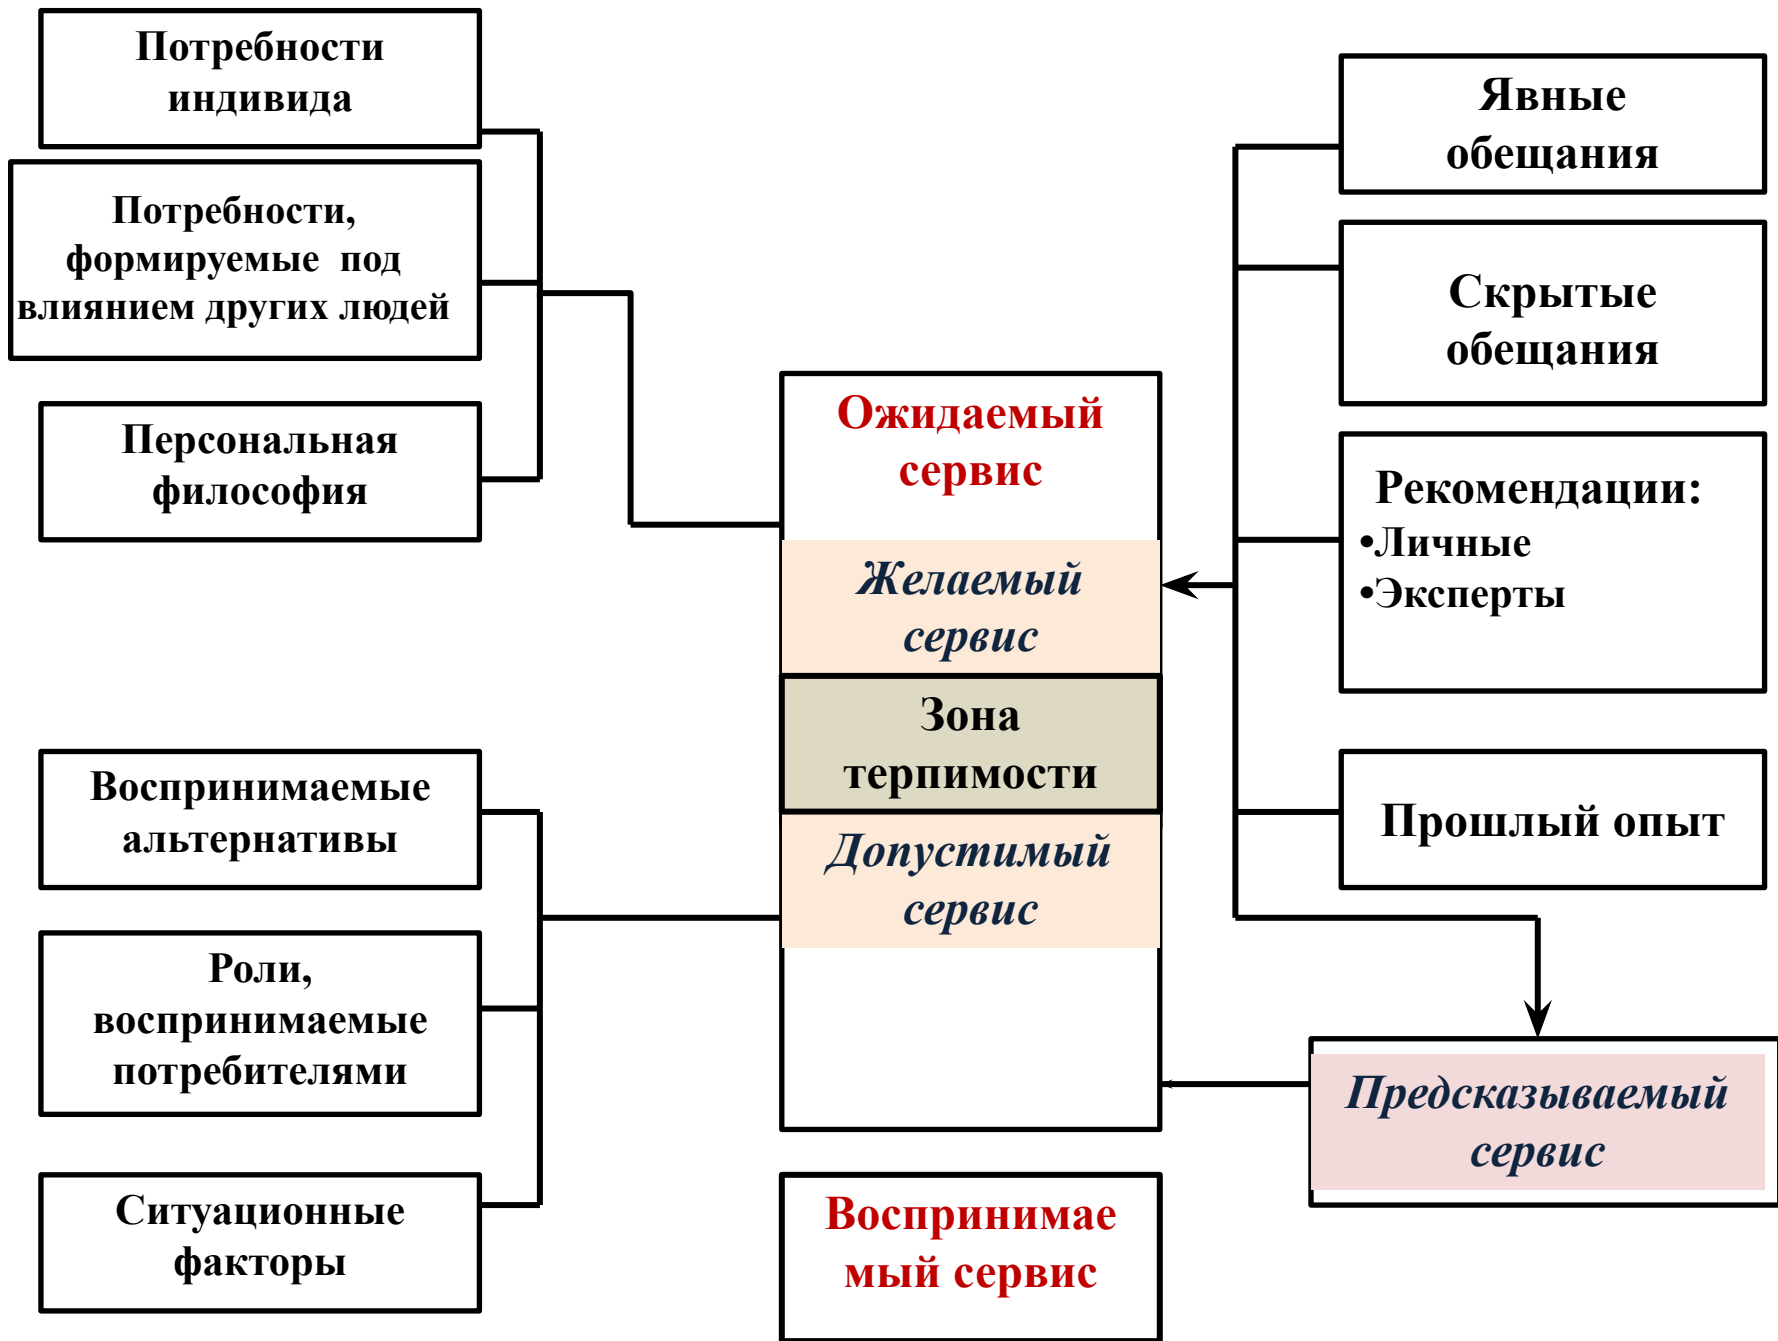 Потребности
индивида
Потребности,
формируемые под
влиянием других людей
Персональная
философия
Воспринимаемые
альтернативы
Роли,
воспринимаемые
потребителями
Ситуационные
факторы
Ожидаемый
сервис
Желаемый
сервис
Зона
терпимости
Допустимый
сервис
Воспринимае
мый сервис
Явные
обещания
Скрытые
обещания
Рекомендации:
•Личные
•Эксперты
Прошлый опыт
Предсказываемый
сервис